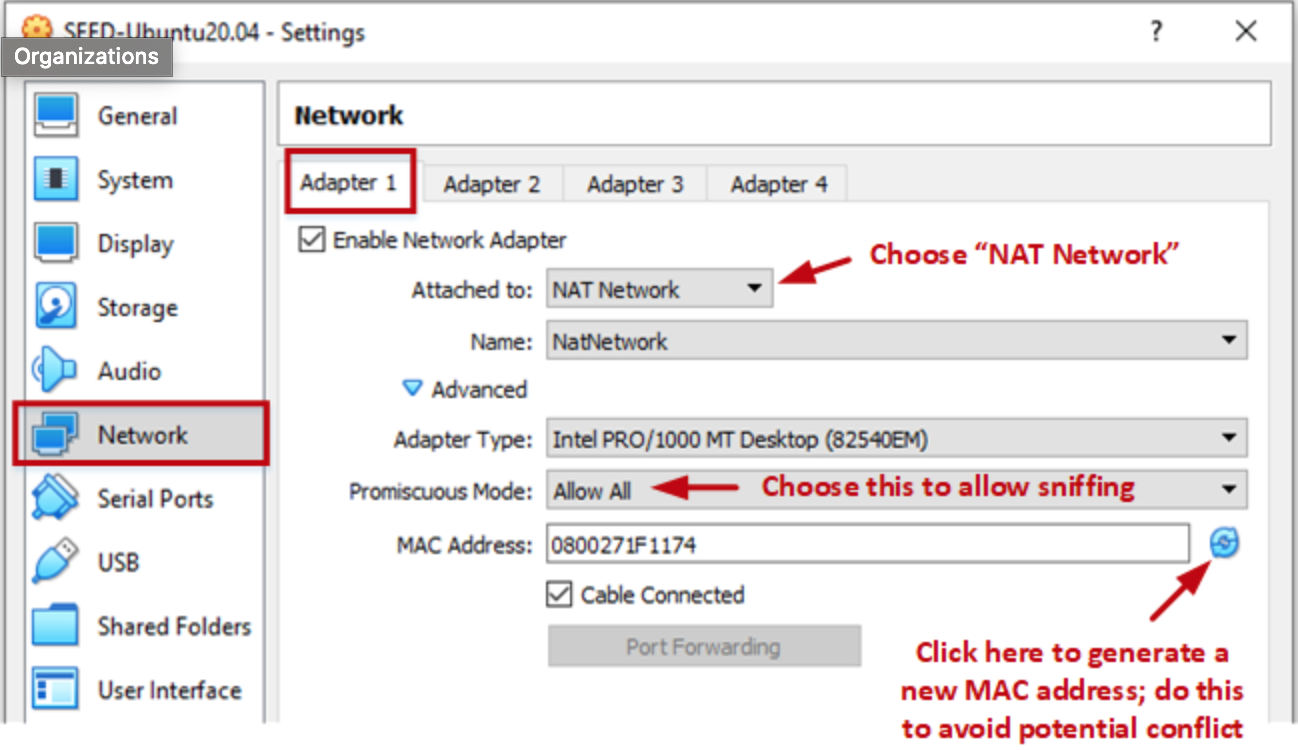 SEED-Ubuntu20.04 - Settings
?
Organizations
General
System
Display
Storage
Audio
Network
Serial Ports
USB
Shared Folders
User Interface
Network
Adapter 1
Adapter 2
Adapter 3
Adapter 4
Enable Network Adapter
Choose “NAT Network”
Attached to: NAT Network
Name: NatNetwork
Advanced
Adapter Type: Intel PRO/1000 MT Desktop (82540EM)
Promiscuous Mode: Allow All
Choose this to allow sniffing
MAC Address: 0800271F1174
Cable Connected
Port Forwarding
Click here to generate a
new MAC address; do this
to avoid potential conflict